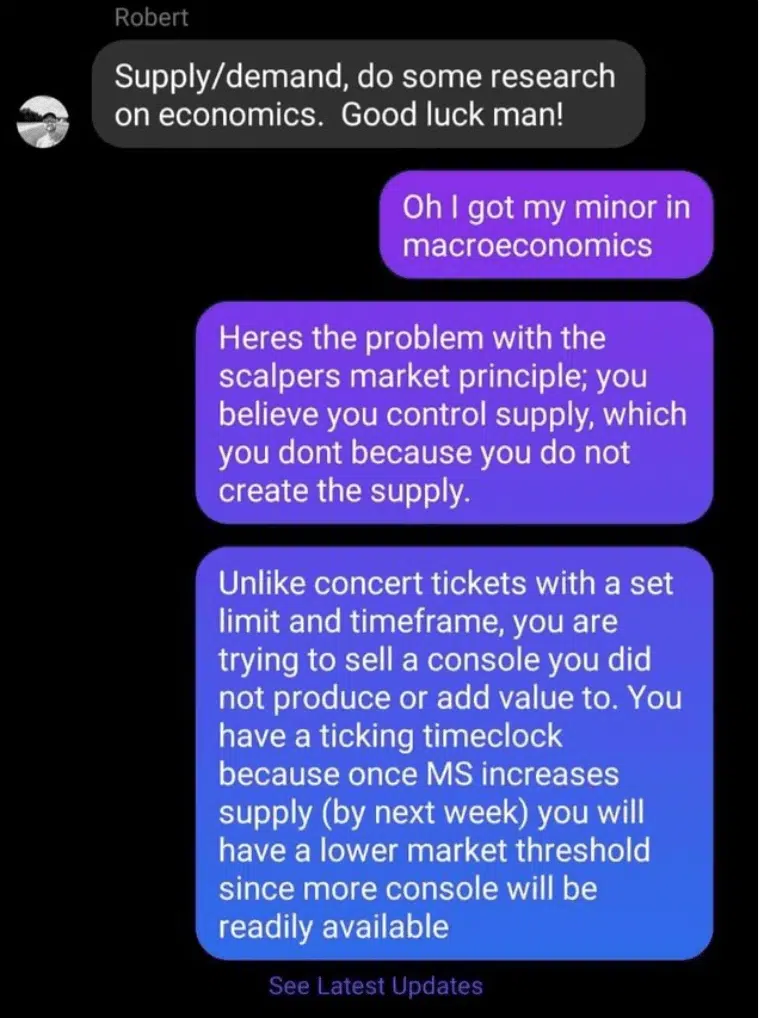 Robert
Supply/demand, do some research
on economics.  Good luck man!
Oh I got my minor in
macroeconomics
Heres the problem with the
scalpers market principle; you
believe you control supply, which
you dont because you do not
create the supply.
Unlike concert tickets with a set
limit and timeframe, you are
trying to sell a console you did
not produce or add value to. You
have a ticking timeclock
because once MS increases
supply (by next week) you will
have a lower market threshold
since more console will be
readily available
See Latest Updates